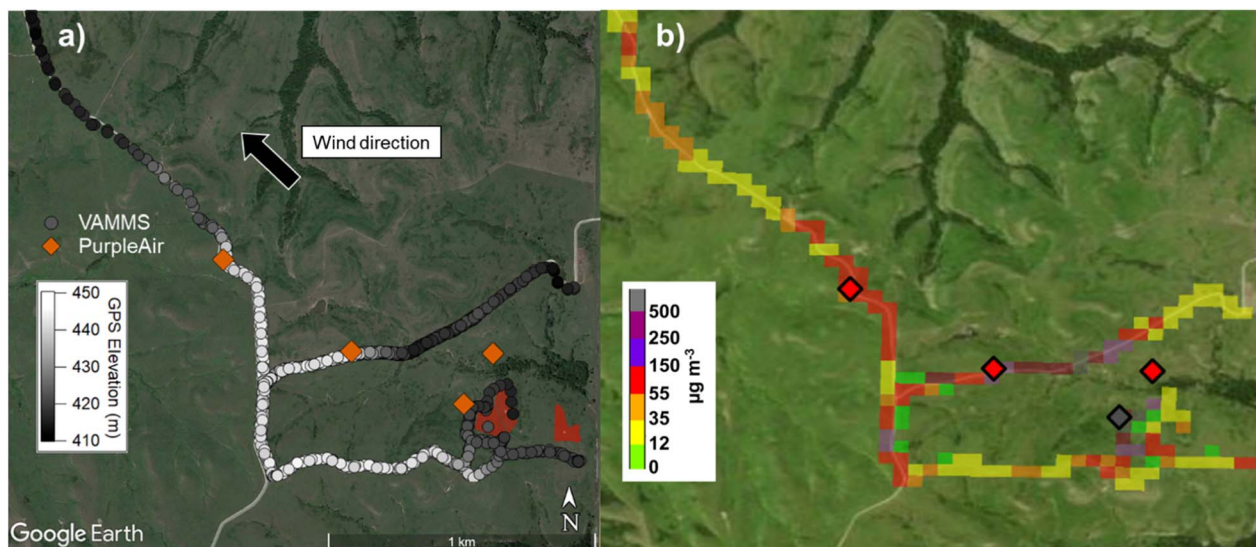 a)
Wind direction
VAMMS
PurpleAir
450
440
430
420
410
GPS Elevation (m)
Google Earth
1 km
N
b)
500
250
150
55
35
12
0
µg m⁻³